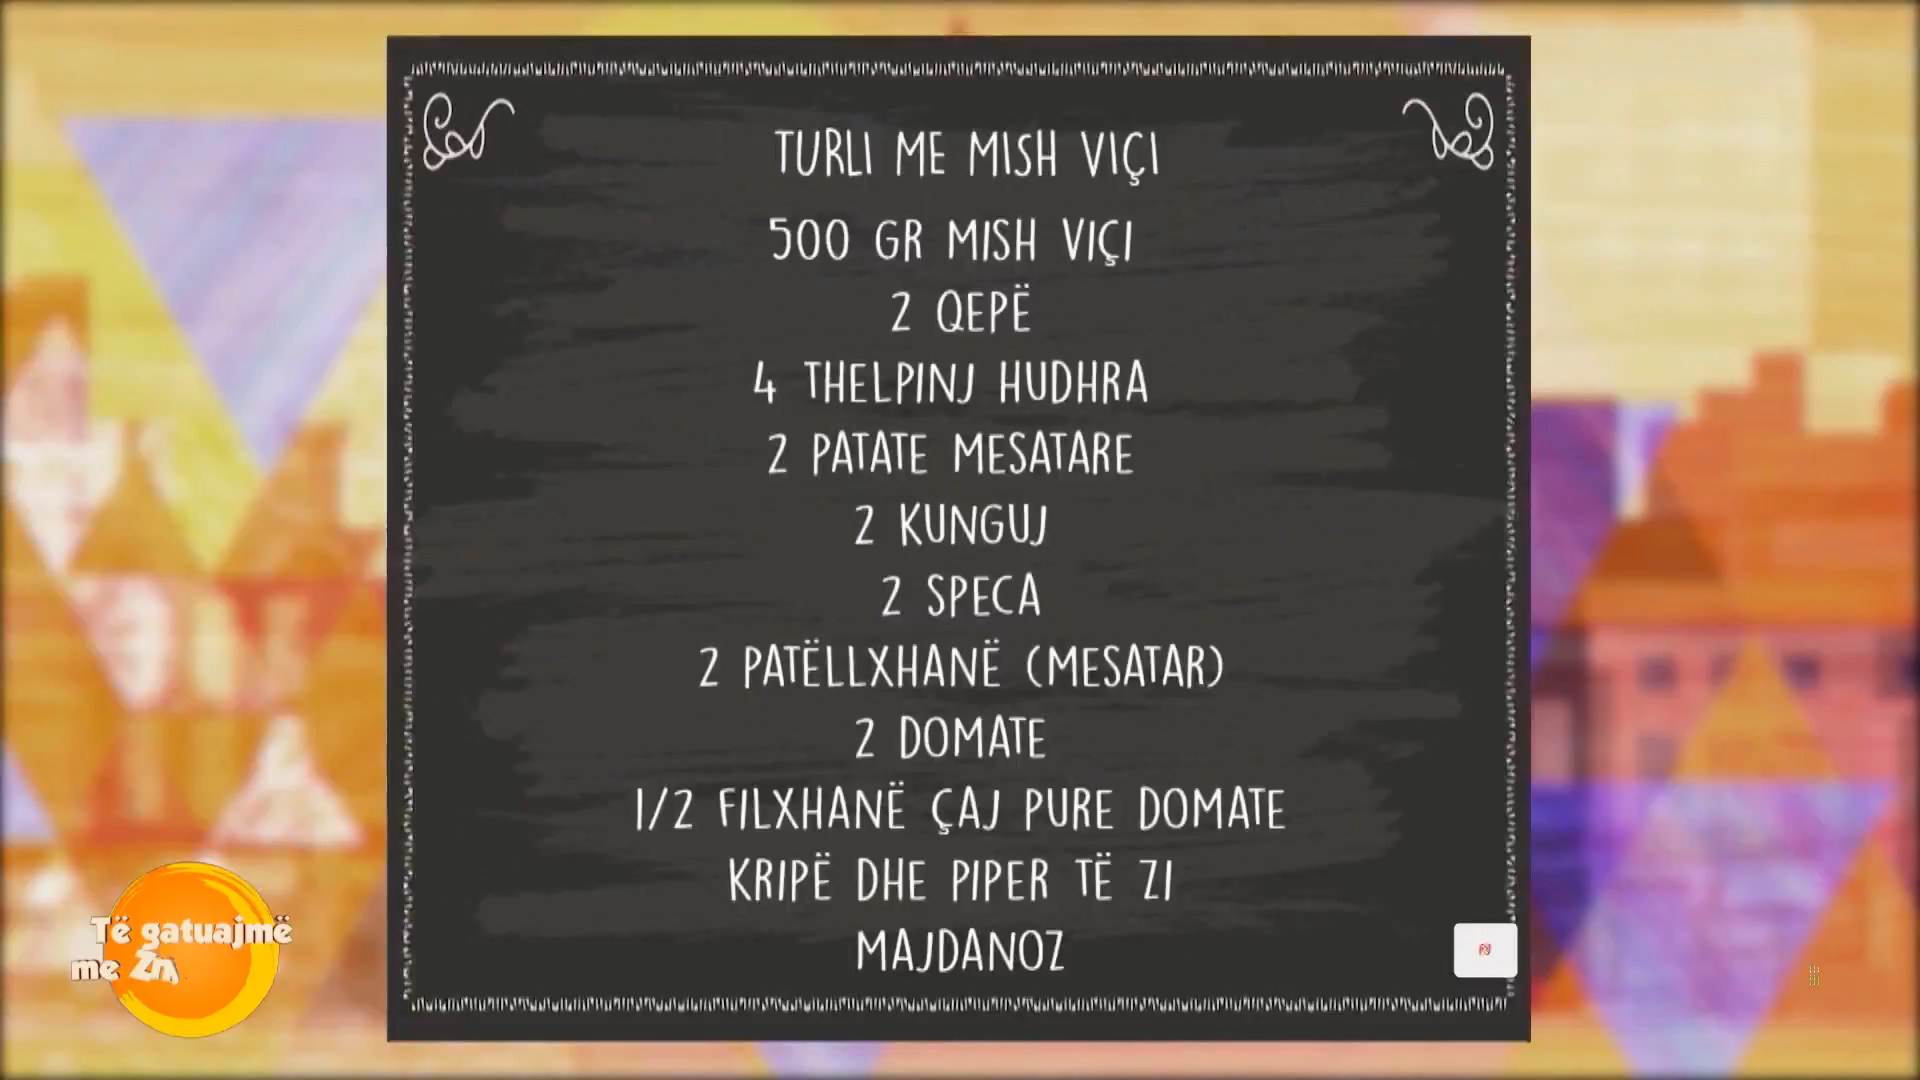 TURLI ME MISH VIÇI
500 GR MISH VIÇI
2 QEPË
4 THELPINJ HUDHRA
2 PATATE MESATARE
2 KUNGUJ
2 SPECA
2 PATËLLXHANË (MESATAR)
2 DOMATE
1/2 FILXHANË ÇAJ PURE DOMATE
KRIPË DHE PIPER TË ZI
MAJDANOZ
Të gatuajmë
me